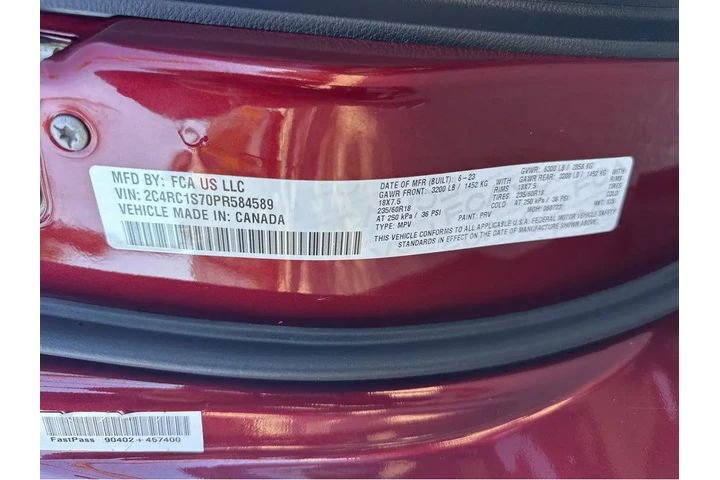 MFD BY: FCA US LLC
VIN: 2C4RC1S70PR584589
VEHICLE MADE IN: CANADA
DATE OF MFR (BUILT): 6-23
GAWR FRONT: 3200 LB / 1452 KG
18X7.5
235/60R18
AT 250 kPa / 36 PSI
TYPE: MPV
GVWR: 6300 LB / 2858 KG
GAWR REAR: 3200 LB / 1452 KG
RIMS 18X7.5 RIMS
TIRES 235/60R18 TIRES
COLD AT 250 kPa / 36 PSI COLD
PAINT: PRV
THIS VEHICLE CONFORMS TO ALL APPLICABLE U.S.A. FEDERAL MOTOR VEHICLE SAFETY
STANDARDS IN EFFECT ON THE DATE OF MANUFACTURE SHOWN ABOVE.
FastPass 90402+457400